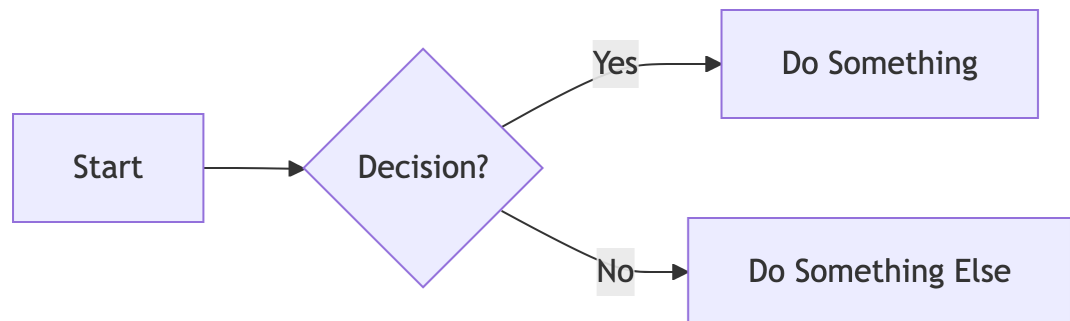 Start
Decision?
Yes
Do Something
No
Do Something Else